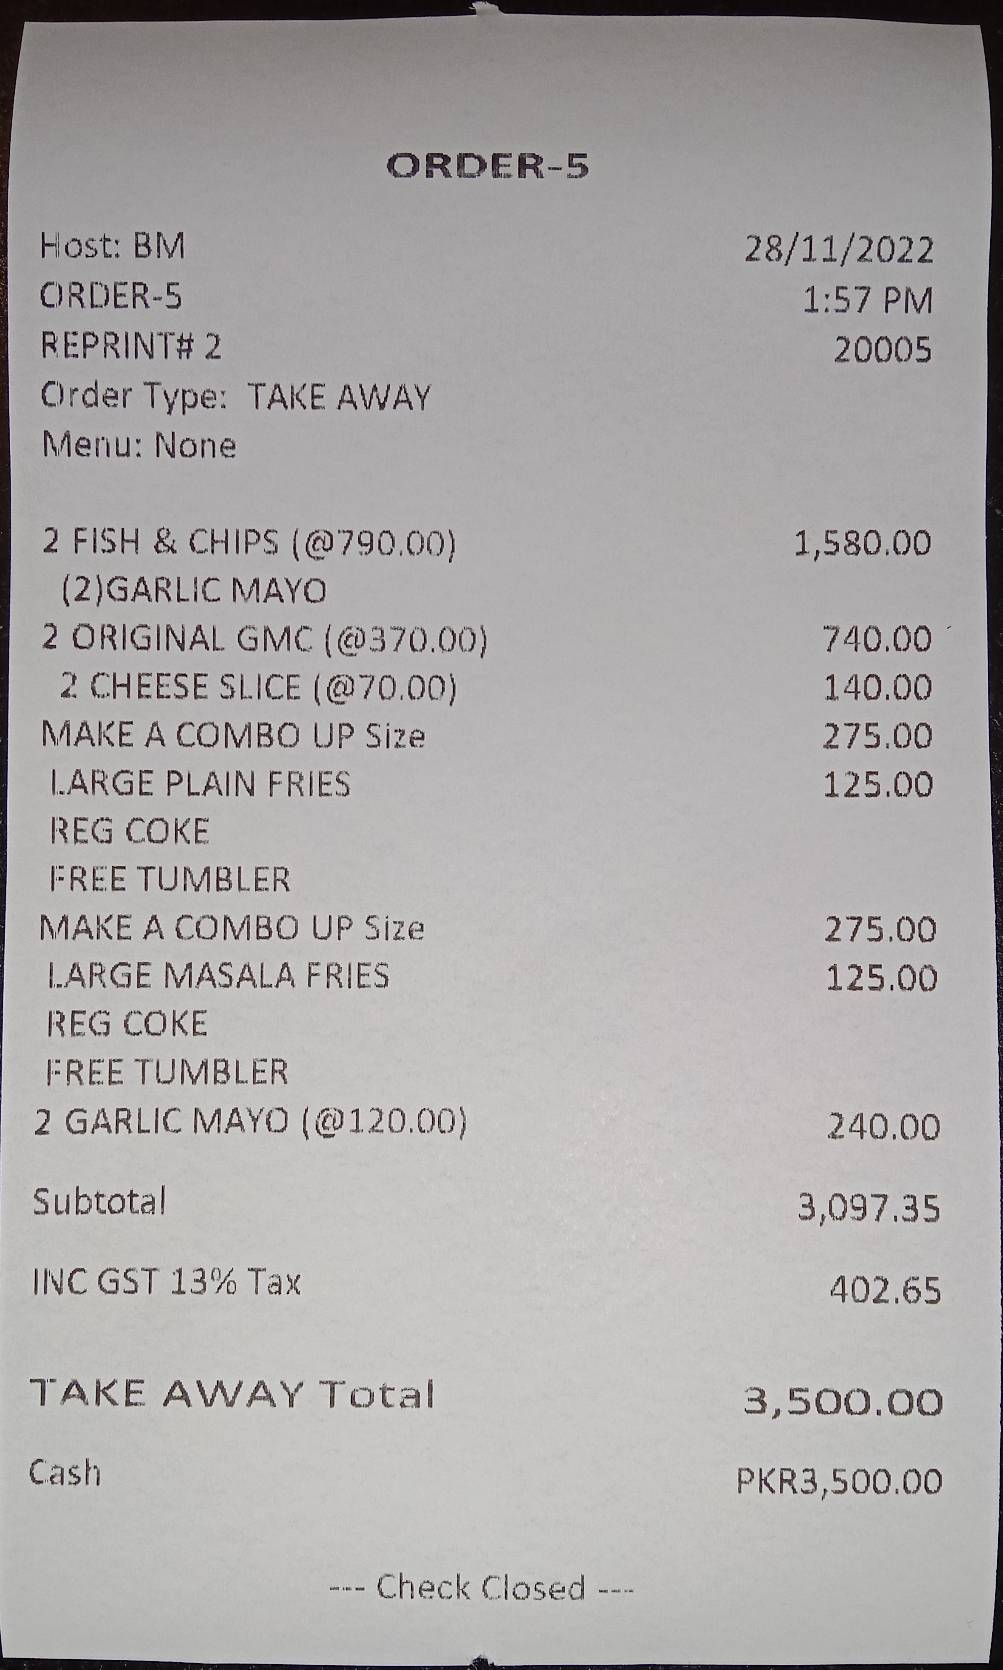 ORDER-5
Host: BM 28/11/2022
ORDER-5 1:57 PM
REPRINT# 2 20005
Order Type: TAKE AWAY
Menu: None
2 FISH & CHIPS (@790.00) 1,580.00
(2)GARLIC MAYO
2 ORIGINAL GMC (@370.00) 740.00
2 CHEESE SLICE (@70.00) 140.00
MAKE A COMBO UP Size 275.00
LARGE PLAIN FRIES 125.00
REG COKE
FREE TUMBLER
MAKE A COMBO UP Size 275.00
LARGE MASALA FRIES 125.00
REG COKE
FREE TUMBLER
2 GARLIC MAYO (@120.00) 240.00
Subtotal 3,097.35
INC GST 13% Tax 402.65
TAKE AWAY Total 3,500.00
Cash PKR3,500.00
--- Check Closed ---